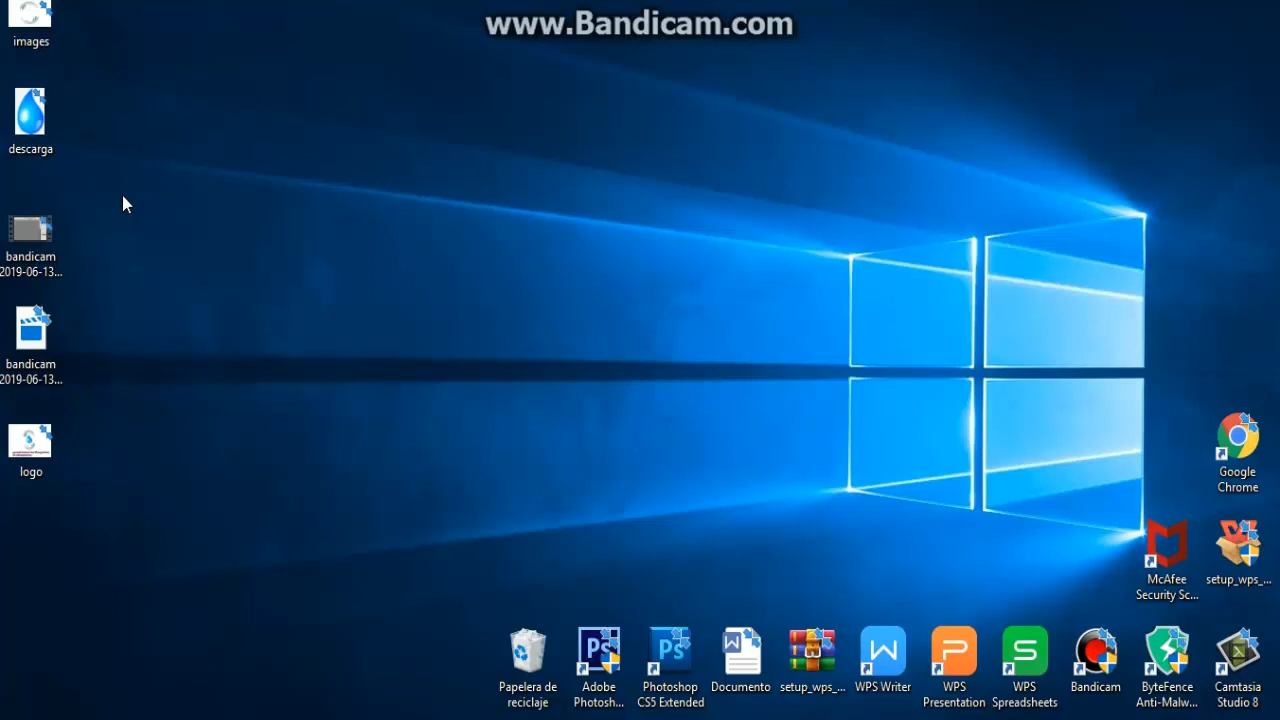 www.Bandicam.com
images
descarga
bandicam
2019-06-13...
bandicam
2019-06-13...
logo
Google
Chrome
McAfee
Security Sc...
setup_wps_...
Papelera de
reciclaje
Adobe
Photosh...
Photoshop
CS5 Extended
Documento
setup_wps_...
WPS Writer
WPS
Presentation
WPS
Spreadsheets
Bandicam
ByteFence
Anti-Malw...
Camtasia
Studio 8